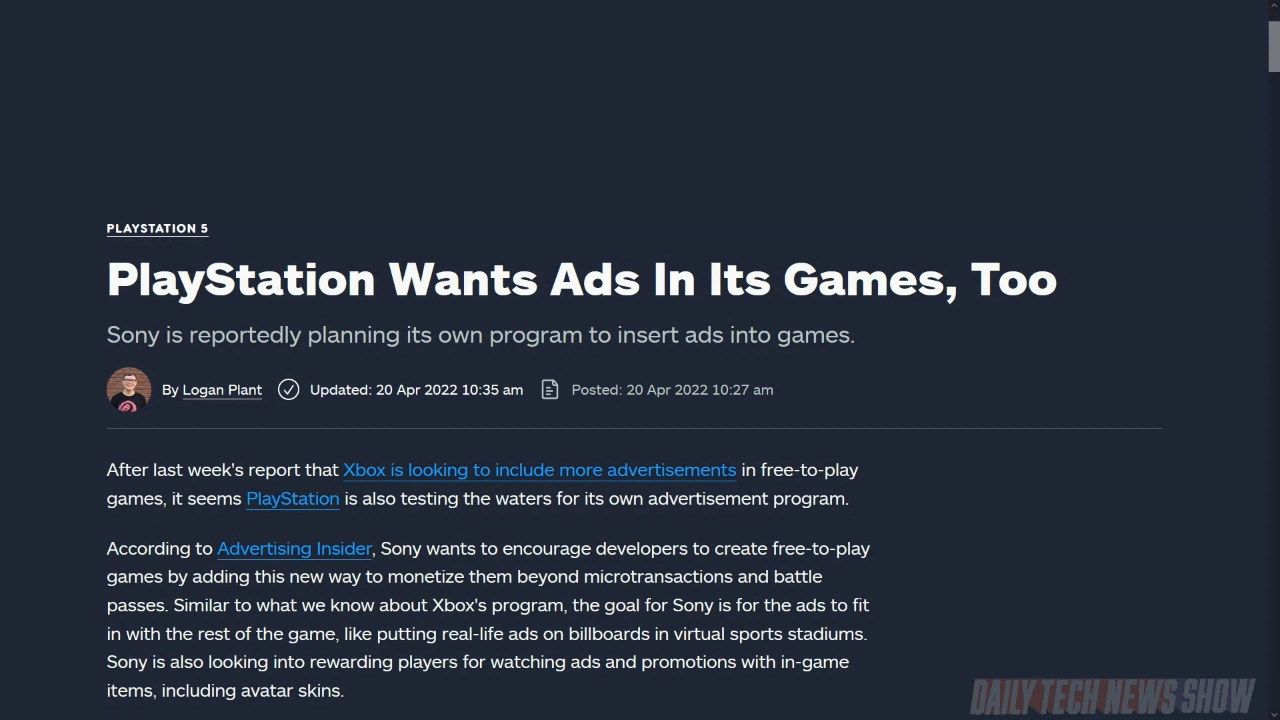 PLAYSTATION 5
PlayStation Wants Ads In Its Games, Too
Sony is reportedly planning its own program to insert ads into games.
By Logan Plant Updated: 20 Apr 2022 10:35 am Posted: 20 Apr 2022 10:27 am
After last week's report that Xbox is looking to include more advertisements in free-to-play
games, it seems PlayStation is also testing the waters for its own advertisement program.
According to Advertising Insider, Sony wants to encourage developers to create free-to-play
games by adding this new way to monetize them beyond microtransactions and battle
passes. Similar to what we know about Xbox's program, the goal for Sony is for the ads to fit
in with the rest of the game, like putting real-life ads on billboards in virtual sports stadiums.
Sony is also looking into rewarding players for watching ads and promotions with in-game
items, including avatar skins.
DAILY TECH NEWS SHOW